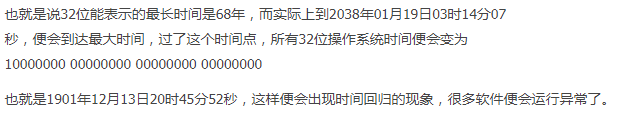 也就是说32位能表示的最长时间是68年，而实际上到2038年01月19日03时14分07
秒，便会到达最大时间，过了这个时间点，所有32位操作系统时间便会变为
10000000 00000000 00000000 00000000
也就是1901年12月13日20时45分52秒，这样便会出现时间回归的现象，很多软件便会运行异常了。